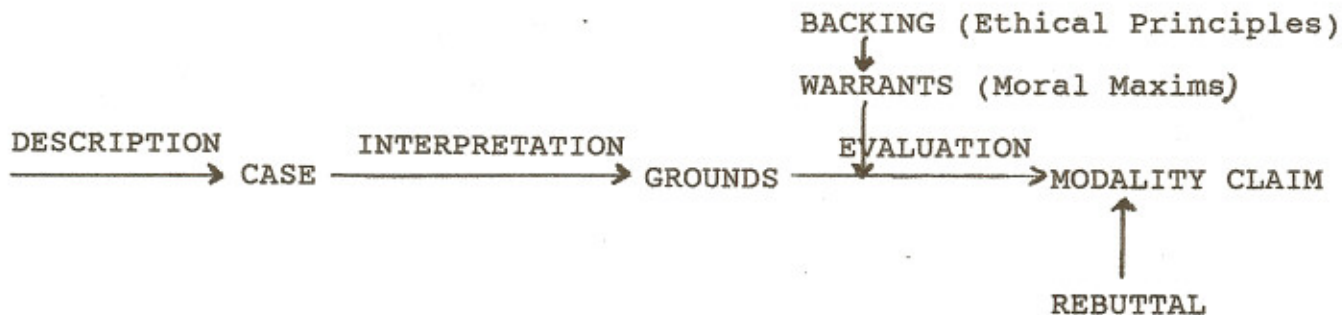 BACKING (Ethical Principles)
WARRANTS (Moral Maxims)
DESCRIPTION INTERPRETATION EVALUATION
CASE GROUNDS MODALITY CLAIM
REBUTTAL